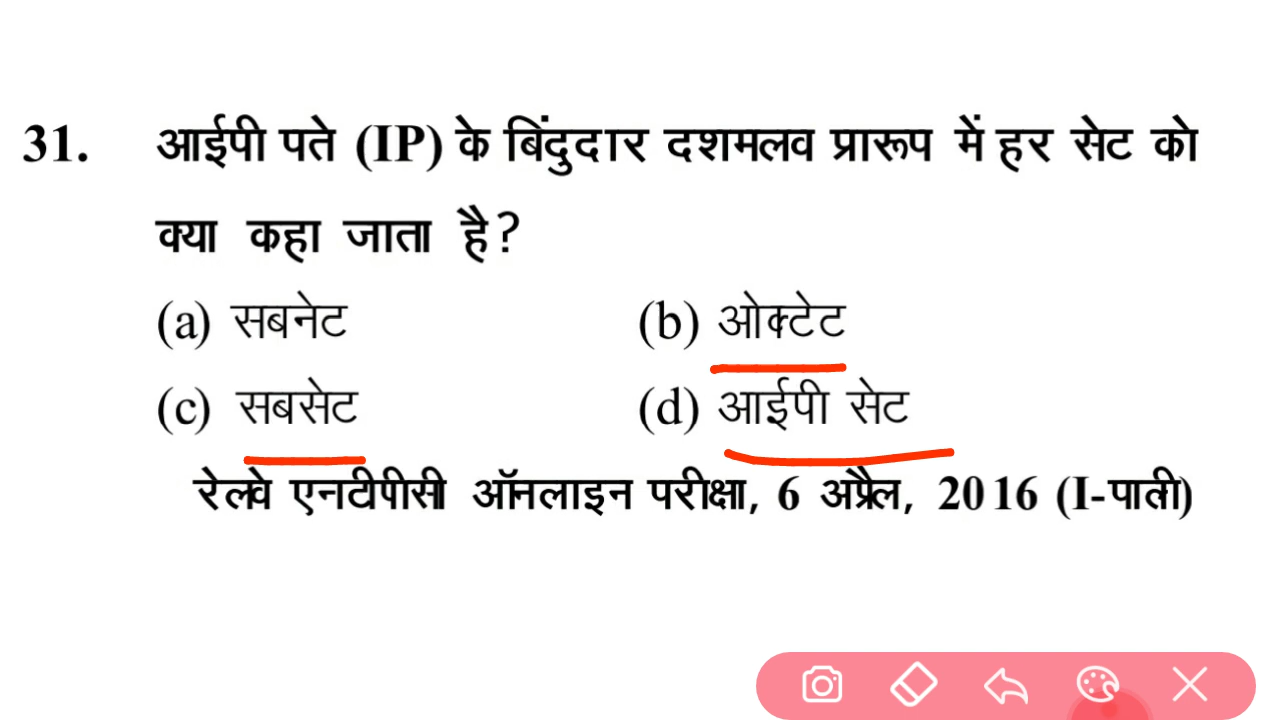 31. आईपी पते (IP) के बिंदुदार दशमलव प्रारूप में हर सेट को
क्या कहा जाता है?
(a) सबनेट (b) ओक्टेट
(c) सबसेट (d) आईपी सेट
रेलवे एनटीपीसी ऑनलाइन परीक्षा, 6 अप्रैल, 2016 (I-पाली)